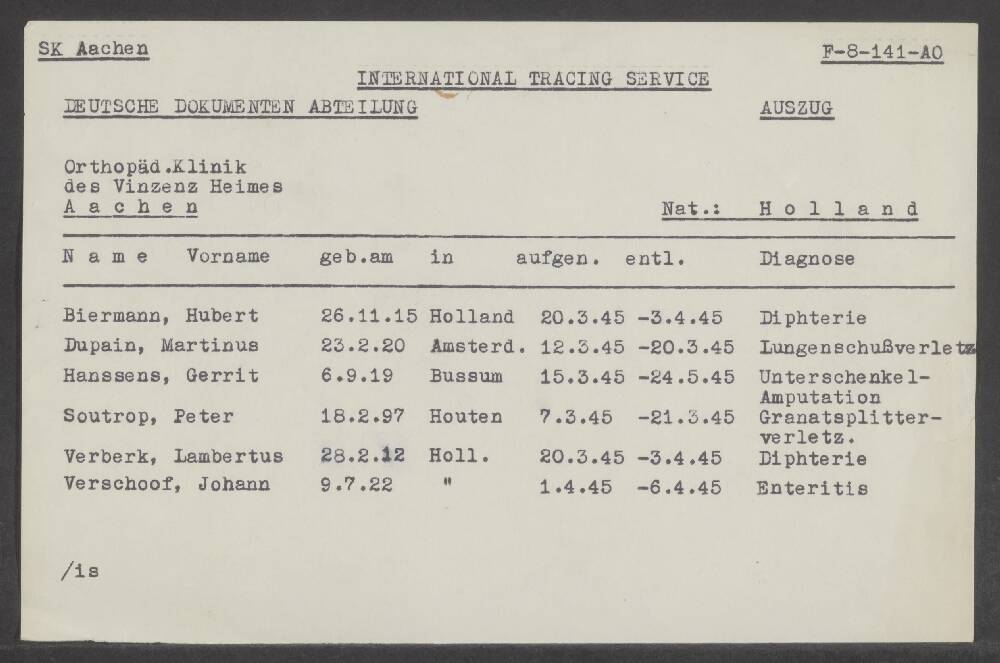 SK Aachen F-8-141-AO
INTERNATIONAL TRACING SERVICE
DEUTSCHE DOKUMENTEN ABTEILUNG AUSZUG
Orthopäd.Klinik
des Vinzenz Heimes
A a c h e n Nat.: H o l l a n d
N a m e Vorname geb.am in aufgen. entl. Diagnose
Biermann, Hubert 26.11.15 Holland 20.3.45 -3.4.45 Diphterie
Dupain, Martinus 23.2.20 Amsterd. 12.3.45 -20.3.45 Lungenschußverletz
Hanssens, Gerrit 6.9.19 Bussum 15.3.45 -24.5.45 Unterschenkel-
Amputation
Soutrop, Peter 18.2.97 Houten 7.3.45 -21.3.45 Granatsplitter-
verletz.
Verberk, Lambertus 28.2.12 Holl. 20.3.45 -3.4.45 Diphterie
Verschoof, Johann 9.7.22 " 1.4.45 -6.4.45 Enteritis
/is